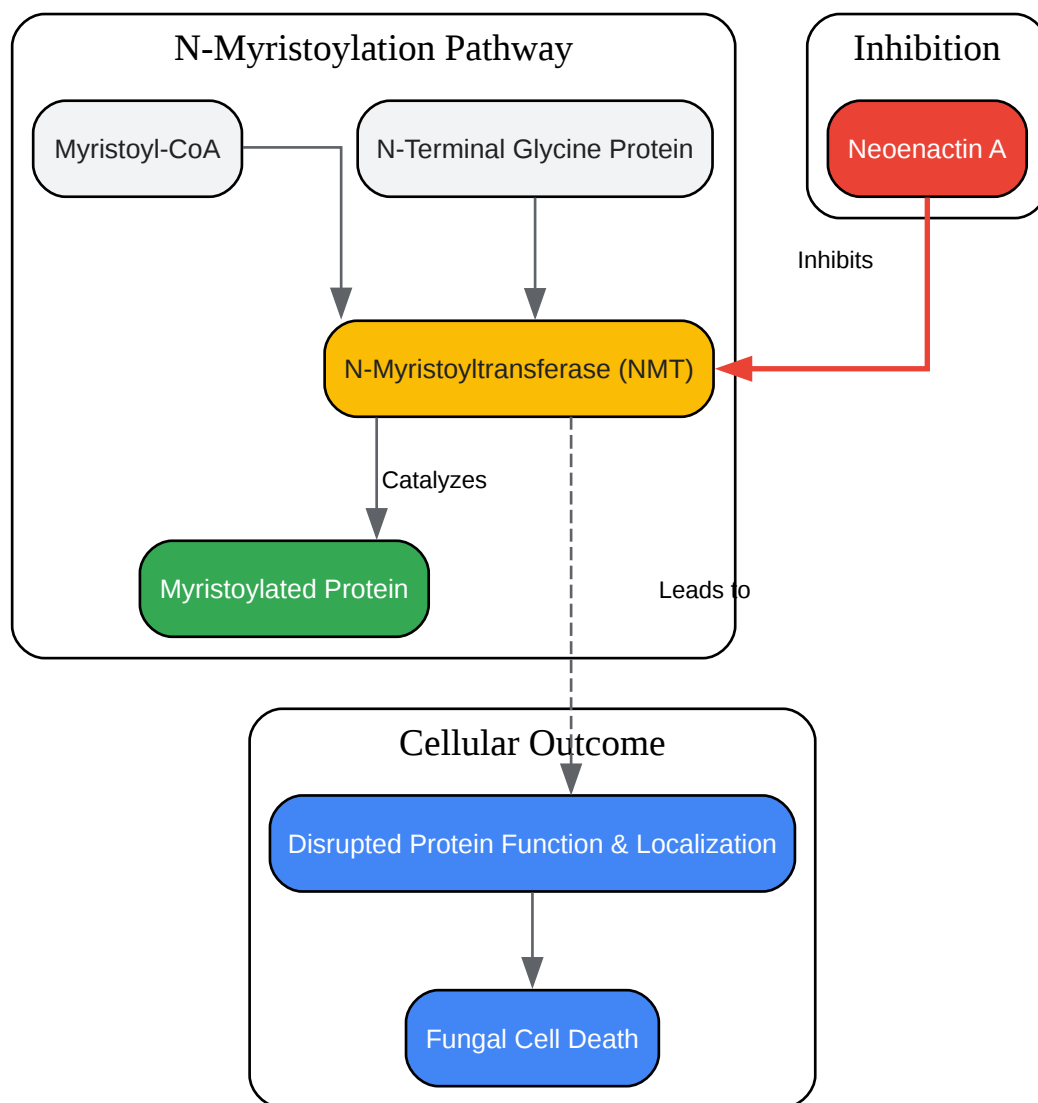 N-Myristoylation Pathway
Inhibition
Myristoyl-CoA
N-Terminal Glycine Protein
Neoenactin A
Inhibits
N-Myristoyltransferase (NMT)
Catalyzes
Myristoylated Protein
Leads to
Cellular Outcome
Disrupted Protein Function & Localization
Fungal Cell Death